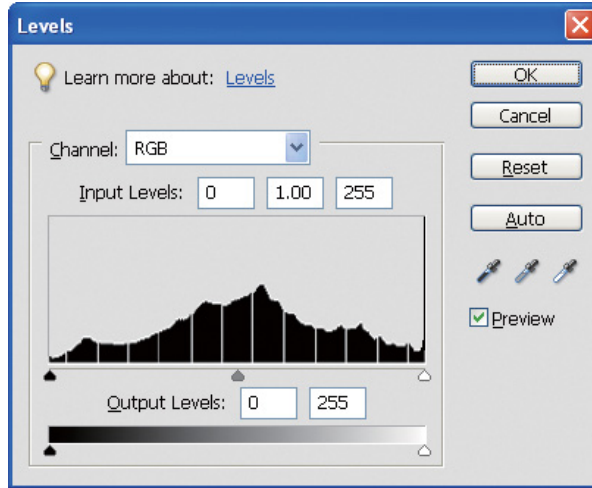 Levels
Learn more about: Levels
OK
Cancel
Channel: RGB
Reset
Input Levels: 0 1.00 255
Auto
Preview
Output Levels: 0 255